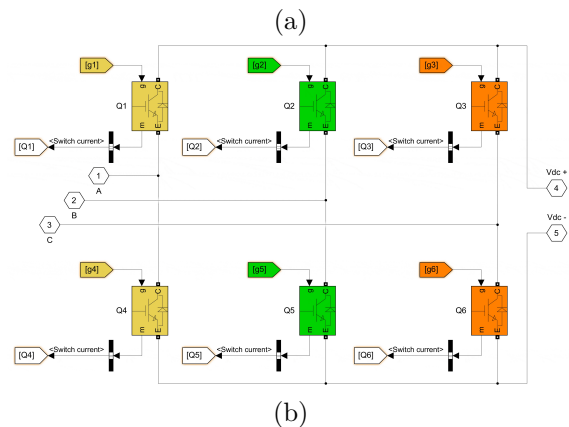 (a)
[g1] [g2] [g3]
g C g C g C
Q1 Q2 Q3
m E m E m E
<Switch current> <Switch current> <Switch current>
[Q1] [Q2] [Q3]
Vdc +
1 4
A
2
B
Vdc -
3 5
C
[g4] [g5] [g6]
g C g C g C
Q4 Q5 Q6
m E m E m E
<Switch current> <Switch current> <Switch current>
[Q4] [Q5] [Q6]
(b)